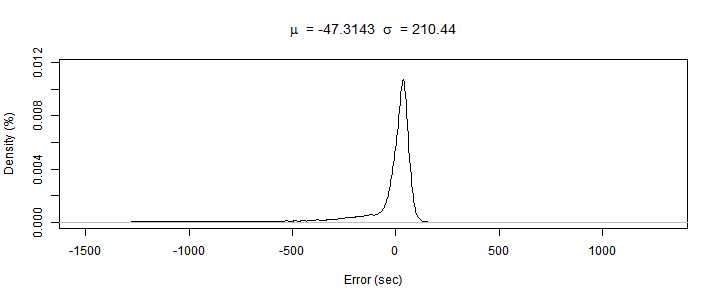 μ = -47.3143 σ = 210.44
Density (%)
0.012
0.008
0.004
0.000
-1500 -1000 -500 0 500 1000
Error (sec)